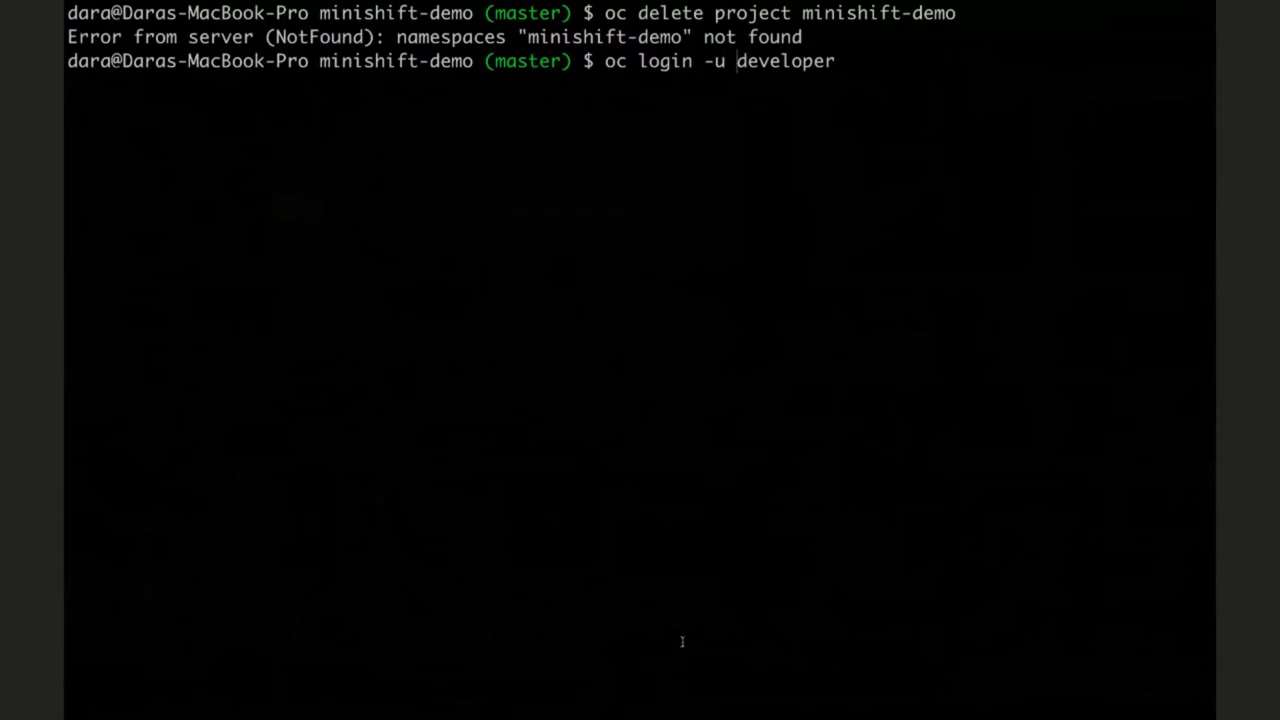 dara@Daras-MacBook-Pro minishift-demo (master) $ oc delete project minishift-demo
Error from server (NotFound): namespaces "minishift-demo" not found
dara@Daras-MacBook-Pro minishift-demo (master) $ oc login -u developer